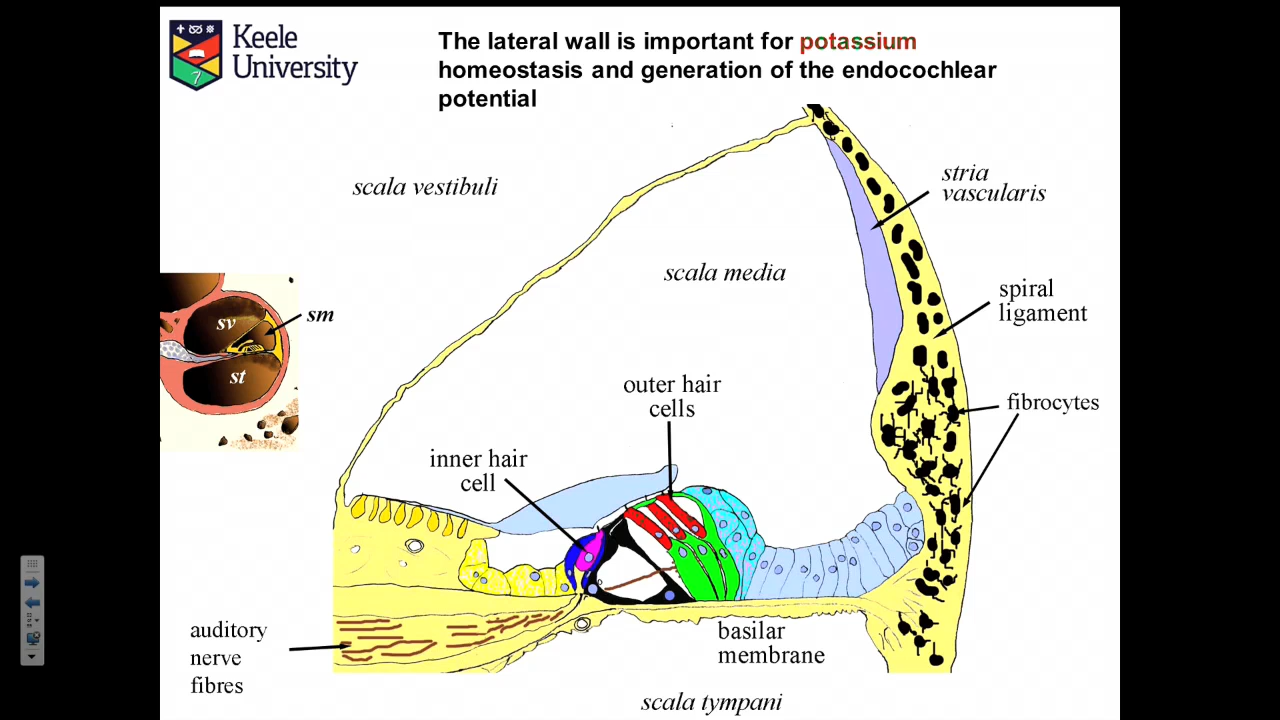 Keele
University
The lateral wall is important for potassium
homeostasis and generation of the endocochlear
potential
scala vestibuli
stria
vascularis
scala media
spiral
ligament
sv
sm
st
outer hair
cells
fibrocytes
inner hair
cell
auditory
nerve
fibres
basilar
membrane
scala tympani